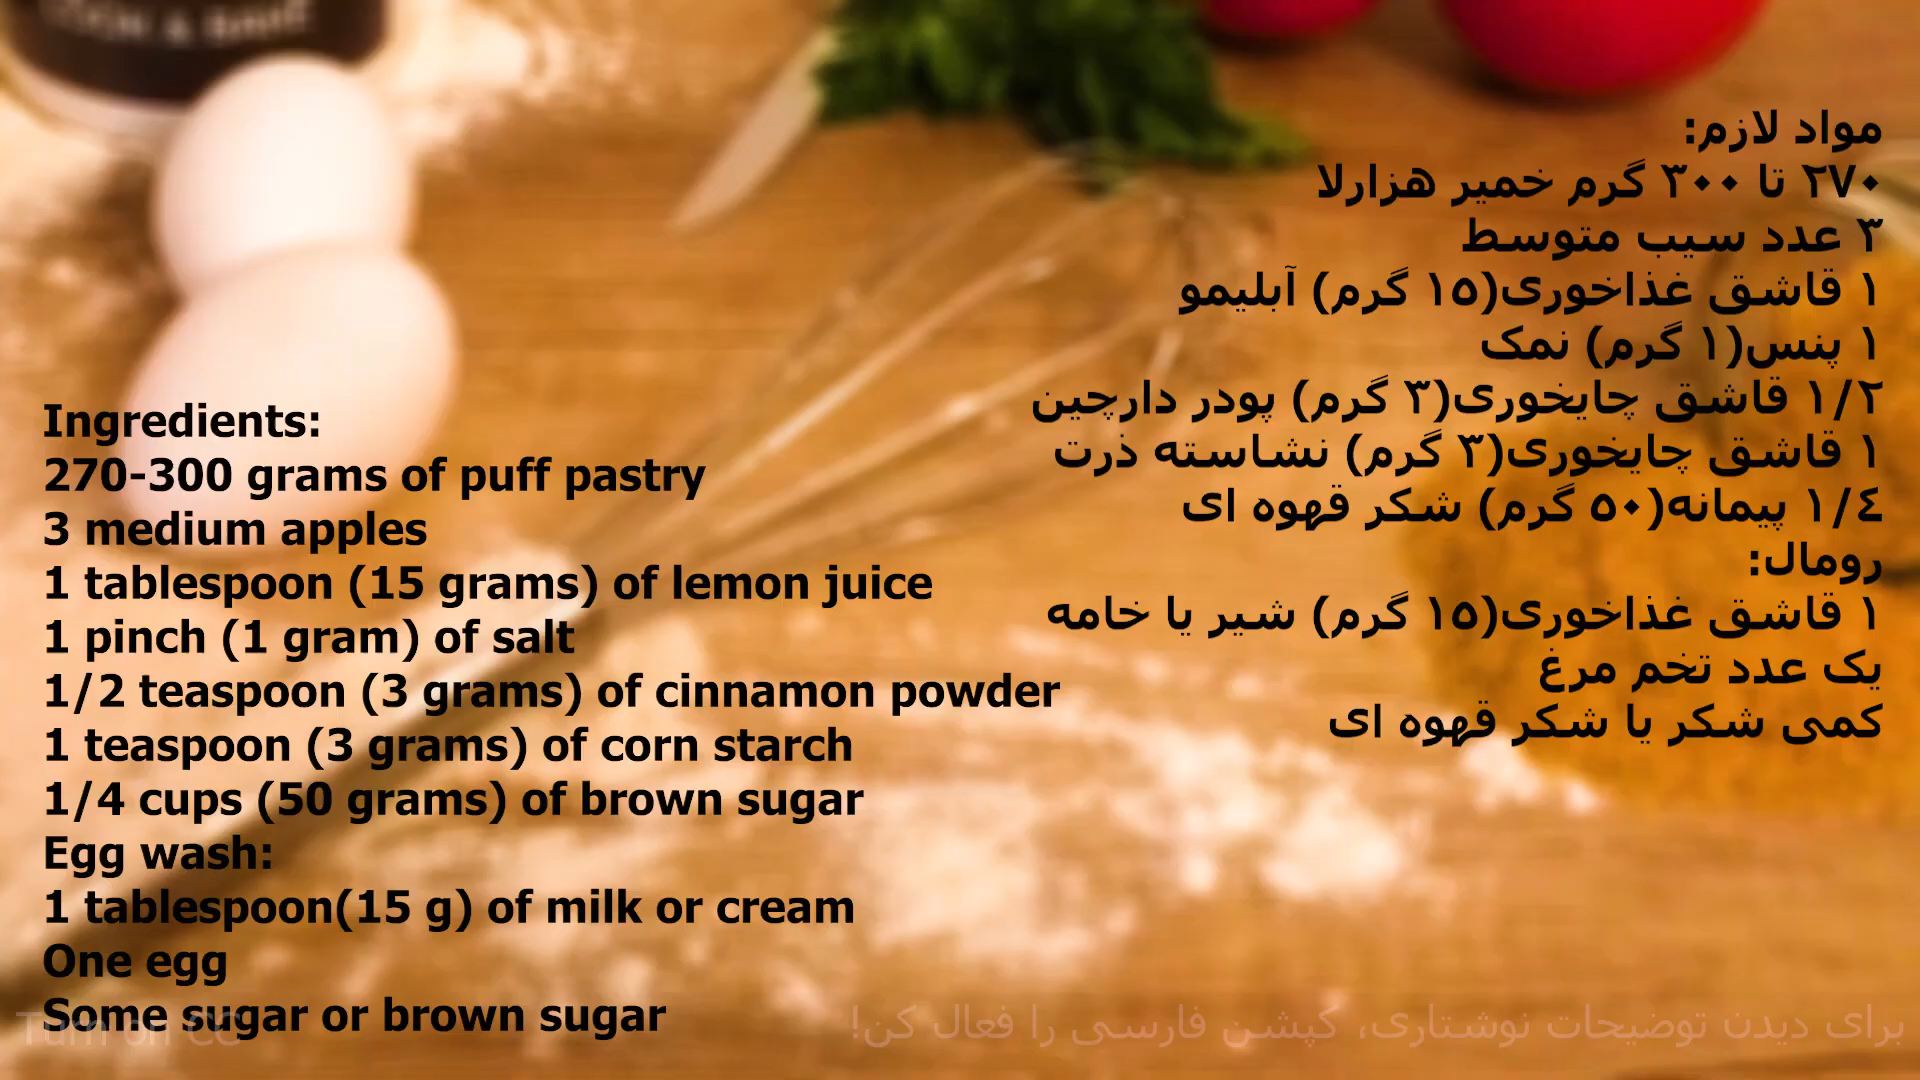 Ingredients:
270-300 grams of puff pastry
3 medium apples
1 tablespoon (15 grams) of lemon juice
1 pinch (1 gram) of salt
1/2 teaspoon (3 grams) of cinnamon powder
1 teaspoon (3 grams) of corn starch
1/4 cups (50 grams) of brown sugar
Egg wash:
1 tablespoon(15 g) of milk or cream
One egg
Some sugar or brown sugar
Turn on CC
مواد لازم:
۲۷۰ تا ۳۰۰ گرم خمیر هزارلا
۳ عدد سیب متوسط
۱ قاشق غذاخوری(۱۵ گرم) آبلیمو
۱ پنس(۱ گرم) نمک
۱/۲ قاشق چایخوری(۳ گرم) پودر دارچین
۱ قاشق چایخوری(۳ گرم) نشاسته ذرت
۱/٤ پیمانه(۵۰ گرم) شکر قهوه ای
رومال:
۱ قاشق غذاخوری(۱۵ گرم) شیر یا خامه
یک عدد تخم مرغ
کمی شکر یا شکر قهوه ای
برای دیدن توضیحات نوشتاری، کپشن فارسی را فعال کن!